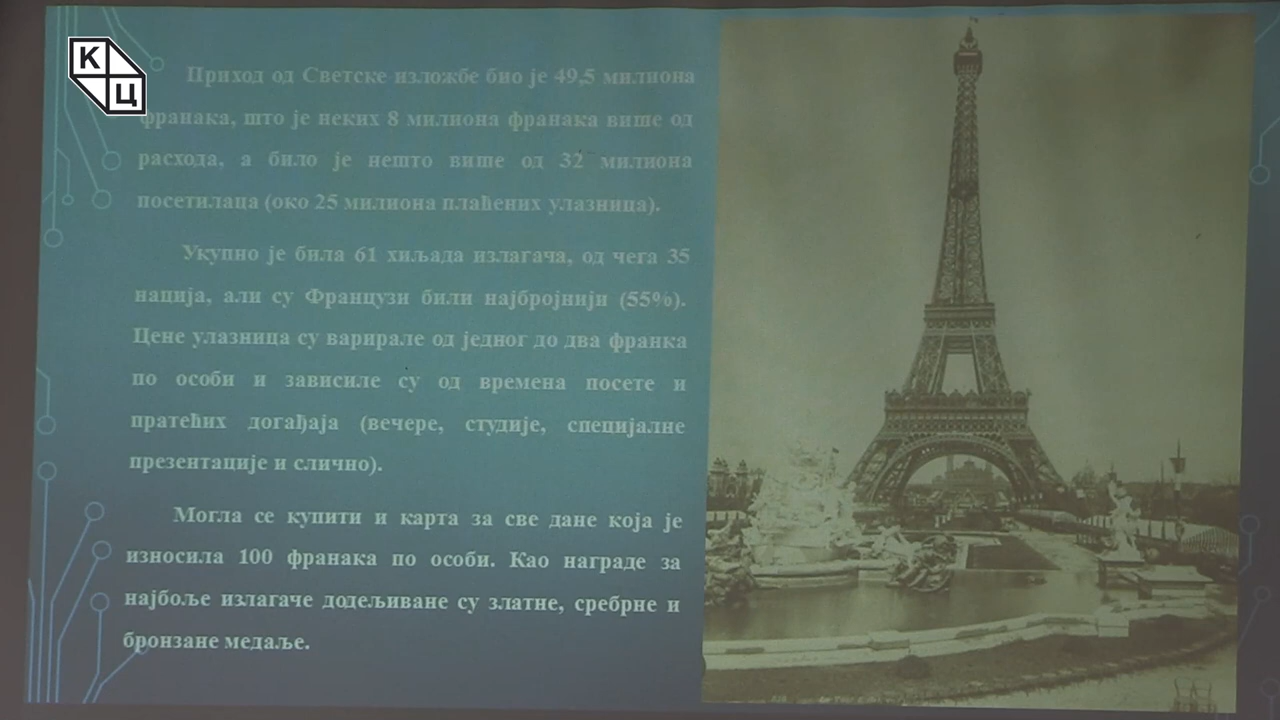 К
Ц
Приход од Светске изложбе био је 49,5 милиона
франака, што је неких 8 милиона франака више од
расхода, а било је нешто више од 32 милиона
посетилаца (око 25 милиона плаћених улазница).
Укупно је била 61 хиљада излагача, од чега 35
нација, али су Французи били најбројнији (55%).
Цене улазница су варирале од једног до два франка
по особи и зависиле су од времена посете и
пратећих догађаја (вечере, студије, специјалне
презентације и слично).
Могла се купити и карта за све дане која је
износила 100 франака по особи. Као награде за
најбоље излагаче додељиване су златне, сребрне и
бронзане медаље.